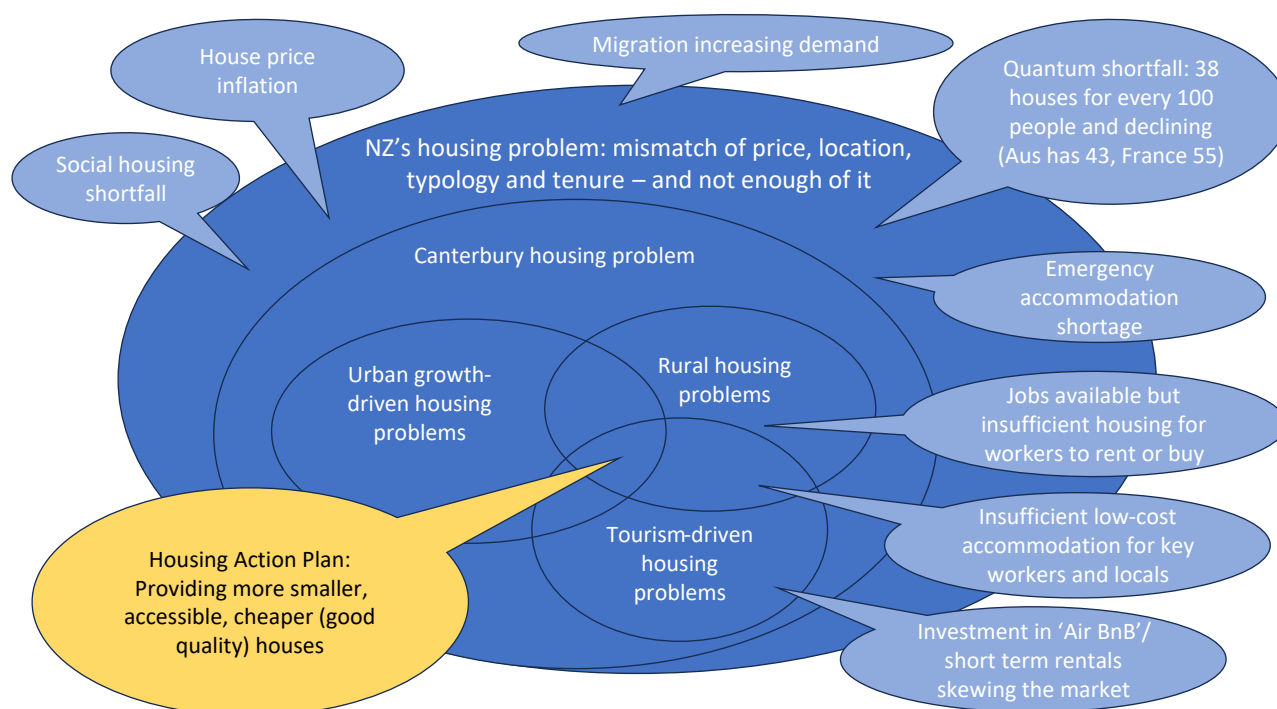 Migration increasing demand
House price
inflation
Quantum shortfall: 38
houses for every 100
people and declining
(Aus has 43, France 55)
Social housing
shortfall
NZ's housing problem: mismatch of price, location,
typology and tenure – and not enough of it
Canterbury housing problem
Emergency
accommodation
shortage
Urban growth-
driven housing
problems
Rural housing
problems
Jobs available but
insufficient housing for
workers to rent or buy
Housing Action Plan:
Providing more smaller,
accessible, cheaper (good
quality) houses
Tourism-driven
housing
problems
Insufficient low-cost
accommodation for key
workers and locals
Investment in 'Air BnB'/
short term rentals
skewing the market